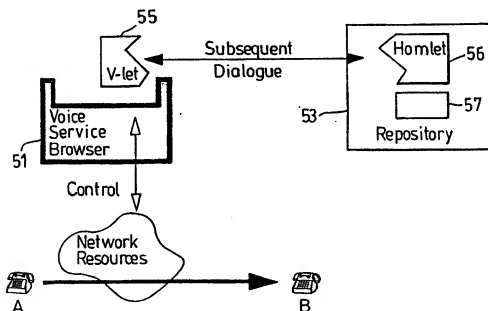 55
V-let
Subsequent
Dialogue
Homlet
56
57
53
Repository
Voice
Service
Browser
51
Control
Network
Resources
A
B